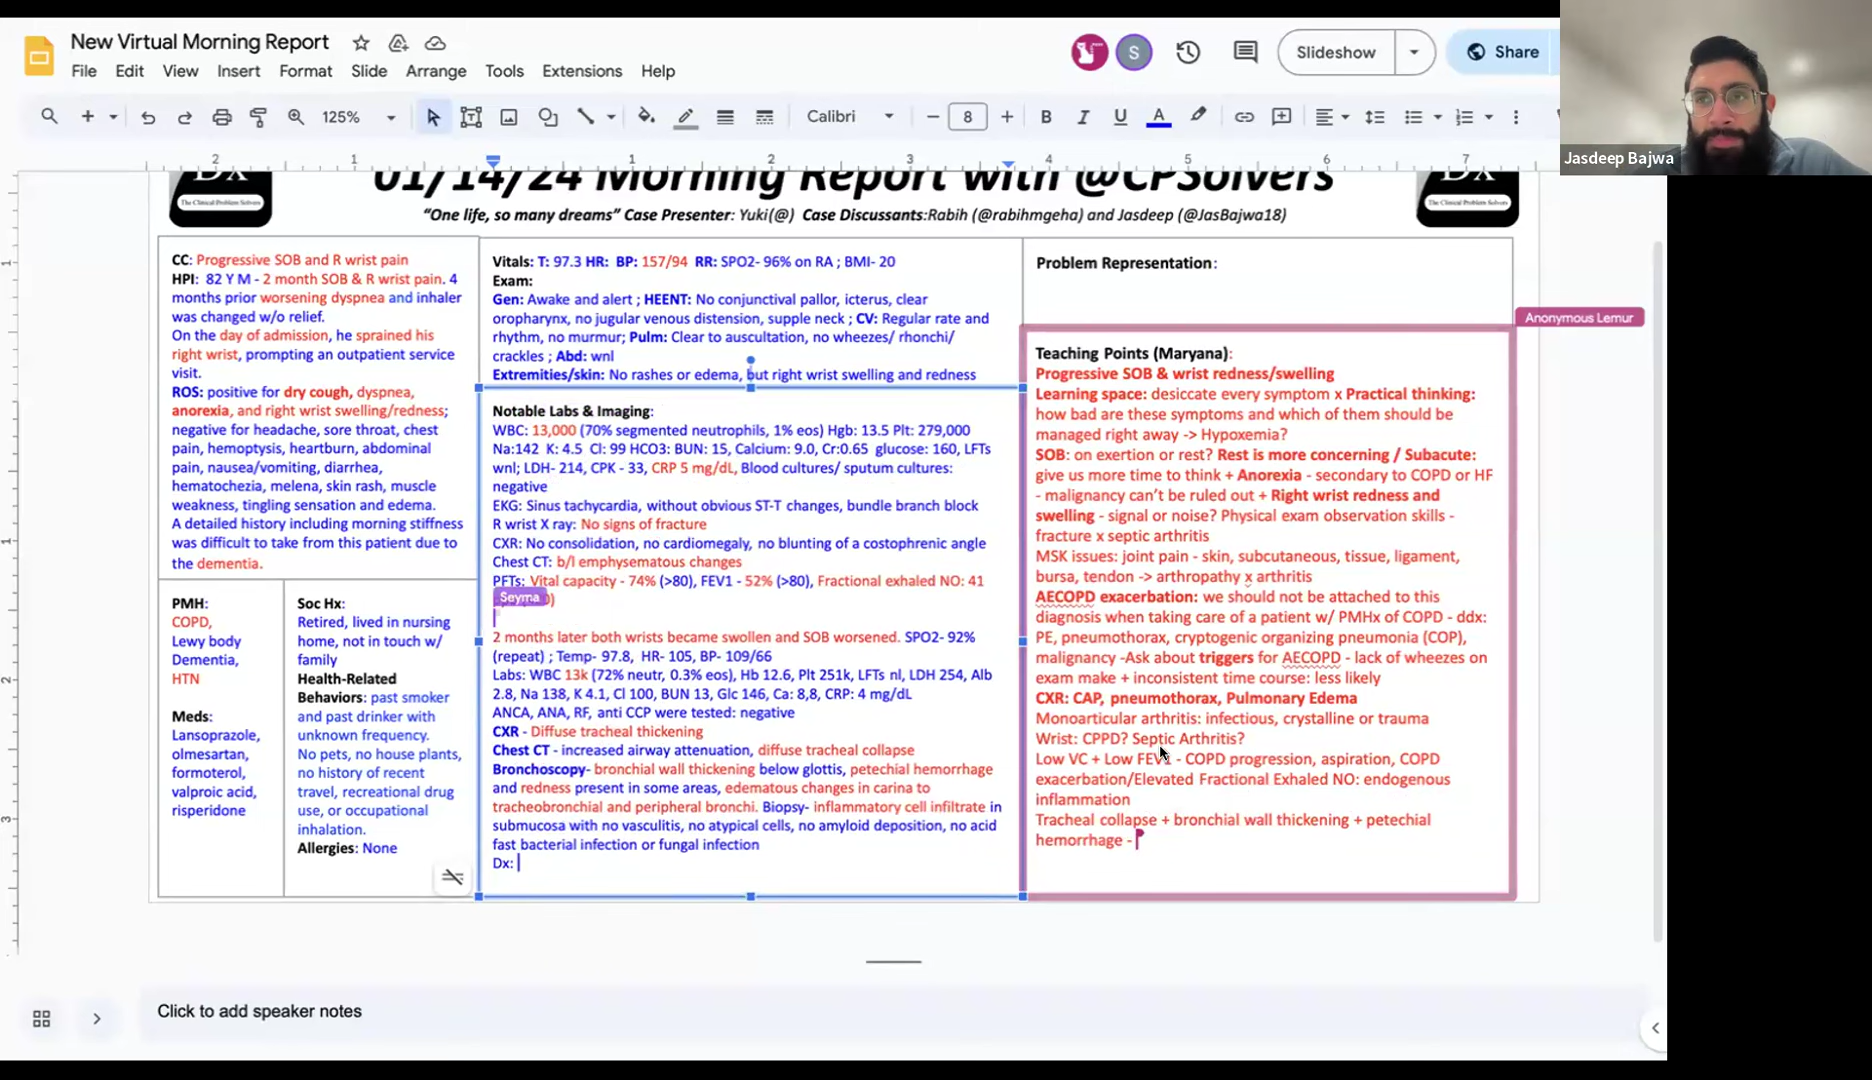 New Virtual Morning Report
File Edit View Insert Format Slide Arrange Tools Extensions Help
S
Slideshow
Share
125%
Calibri
8
B I U A
2 1 1 2 3 4 5 6 7
1
1
2
3
Jasdeep Bajwa
DX
The Clinical Problem Solvers
01/14/24 Morning Report with @CPSolvers
DX
The Clinical Problem Solvers
“One life, so many dreams” Case Presenter: Yuki(@) Case Discussants:Rabih (@rabihmgeha) and Jasdeep (@JasBajwa18)
CC: Progressive SOB and R wrist pain
HPI: 82 Y M - 2 month SOB & R wrist pain. 4
months prior worsening dyspnea and inhaler
was changed w/o relief.
On the day of admission, he sprained his
right wrist, prompting an outpatient service
visit.
ROS: positive for dry cough, dyspnea,
anorexia, and right wrist swelling/redness;
negative for headache, sore throat, chest
pain, hemoptysis, heartburn, abdominal
pain, nausea/vomiting, diarrhea,
hematochezia, melena, skin rash, muscle
weakness, tingling sensation and edema.
A detailed history including morning stiffness
was difficult to take from this patient due to
the dementia.
PMH:
COPD,
Lewy body
Dementia,
HTN
Meds:
Lansoprazole,
olmesartan,
formoterol,
valproic acid,
risperidone
Soc Hx:
Retired, lived in nursing
home, not in touch w/
family
Health-Related
Behaviors: past smoker
and past drinker with
unknown frequency.
No pets, no house plants,
no history of recent
travel, recreational drug
use, or occupational
inhalation.
Allergies: None
Vitals: T: 97.3 HR: BP: 157/94 RR: SPO2- 96% on RA ; BMI- 20
Exam:
Gen: Awake and alert ; HEENT: No conjunctival pallor, icterus, clear
oropharynx, no jugular venous distension, supple neck ; CV: Regular rate and
rhythm, no murmur; Pulm: Clear to auscultation, no wheezes/ rhonchi/
crackles ; Abd: wnl
Extremities/skin: No rashes or edema, but right wrist swelling and redness
Notable Labs & Imaging:
WBC: 13,000 (70% segmented neutrophils, 1% eos) Hgb: 13.5 Plt: 279,000
Na:142 K: 4.5 Cl: 99 HCO3: BUN: 15, Calcium: 9.0, Cr:0.65 glucose: 160, LFTs
wnl; LDH- 214, CPK - 33, CRP 5 mg/dL, Blood cultures/ sputum cultures:
negative
EKG: Sinus tachycardia, without obvious ST-T changes, bundle branch block
R wrist X ray: No signs of fracture
CXR: No consolidation, no cardiomegaly, no blunting of a costophrenic angle
Chest CT: b/l emphysematous changes
PFTs: Vital capacity - 74% (>80), FEV1 - 52% (>80), Fractional exhaled NO: 41
Seyma )
2 months later both wrists became swollen and SOB worsened. SPO2- 92%
(repeat) ; Temp- 97.8, HR- 105, BP- 109/66
Labs: WBC 13k (72% neutr, 0.3% eos), Hb 12.6, Plt 251k, LFTs nl, LDH 254, Alb
2.8, Na 138, K 4.1, Cl 100, BUN 13, Glc 146, Ca: 8,8, CRP: 4 mg/dL
ANCA, ANA, RF, anti CCP were tested: negative
CXR - Diffuse tracheal thickening
Chest CT - increased airway attenuation, diffuse tracheal collapse
Bronchoscopy- bronchial wall thickening below glottis, petechial hemorrhage
and redness present in some areas, edematous changes in carina to
tracheobronchial and peripheral bronchi. Biopsy- inflammatory cell infiltrate in
submucosa with no vasculitis, no atypical cells, no amyloid deposition, no acid
fast bacterial infection or fungal infection
Dx:
Problem Representation:
Anonymous Lemur
Teaching Points (Maryana):
Progressive SOB & wrist redness/swelling
Learning space: desiccate every symptom x Practical thinking:
how bad are these symptoms and which of them should be
managed right away -> Hypoxemia?
SOB: on exertion or rest? Rest is more concerning / Subacute:
give us more time to think + Anorexia - secondary to COPD or HF
- malignancy can’t be ruled out + Right wrist redness and
swelling - signal or noise? Physical exam observation skills -
fracture x septic arthritis
MSK issues: joint pain - skin, subcutaneous, tissue, ligament,
bursa, tendon -> arthropathy x arthritis
AECOPD exacerbation: we should not be attached to this
diagnosis when taking care of a patient w/ PMHx of COPD - ddx:
PE, pneumothorax, cryptogenic organizing pneumonia (COP),
malignancy -Ask about triggers for AECOPD - lack of wheezes on
exam make + inconsistent time course: less likely
CXR: CAP, pneumothorax, Pulmonary Edema
Monoarticular arthritis: infectious, crystalline or trauma
Wrist: CPPD? Septic Arthritis?
Low VC + Low FEV1 - COPD progression, aspiration, COPD
exacerbation/Elevated Fractional Exhaled NO: endogenous
inflammation
Tracheal collapse + bronchial wall thickening + petechial
hemorrhage -
Click to add speaker notes